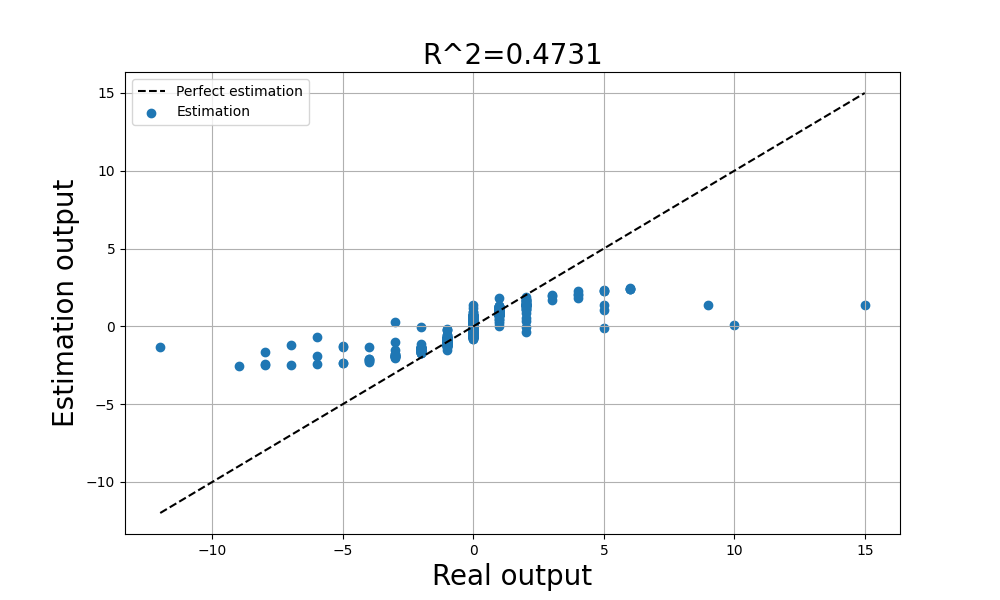 R^2=0.4731
Perfect estimation
Estimation
Estimation output
15
10
5
0
−5
−10
−10 −5 0 5 10 15
Real output